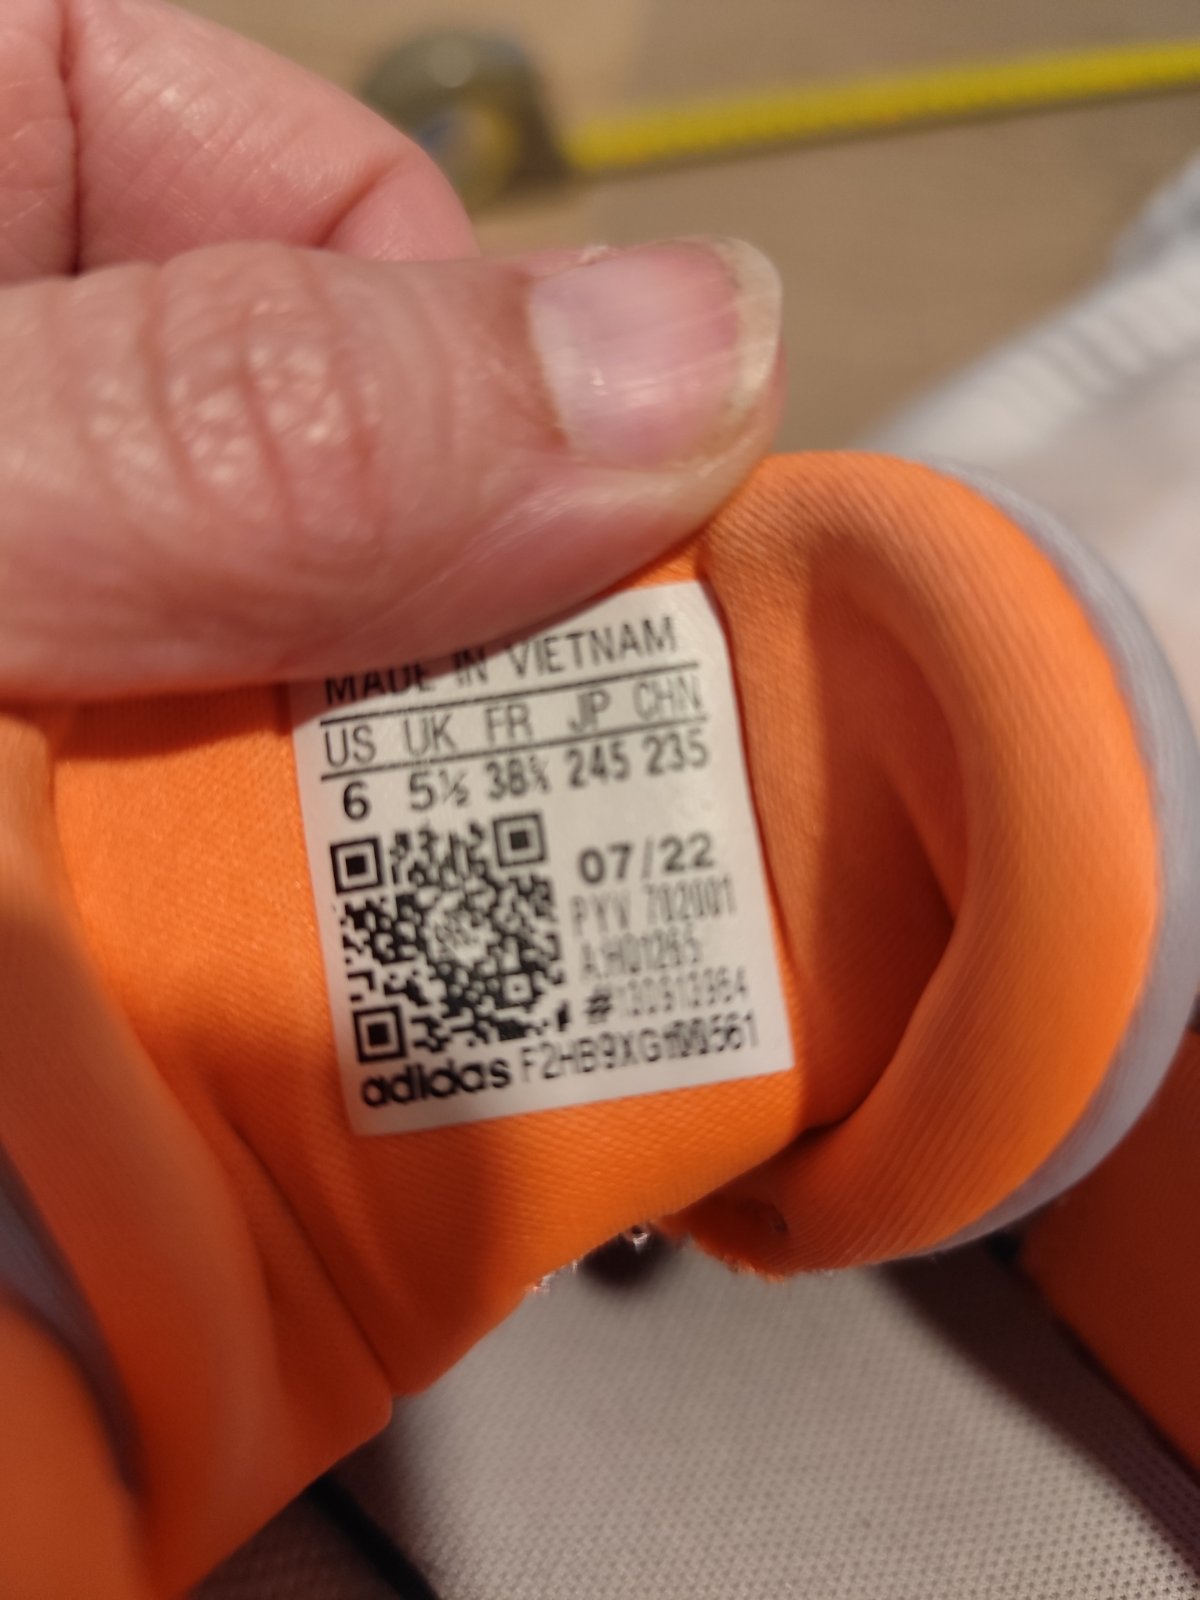 MADE IN VIETNAM
US UK FR JP CHN
6 5½ 38⅔ 245 235
07/22
PYV 702001
adidas